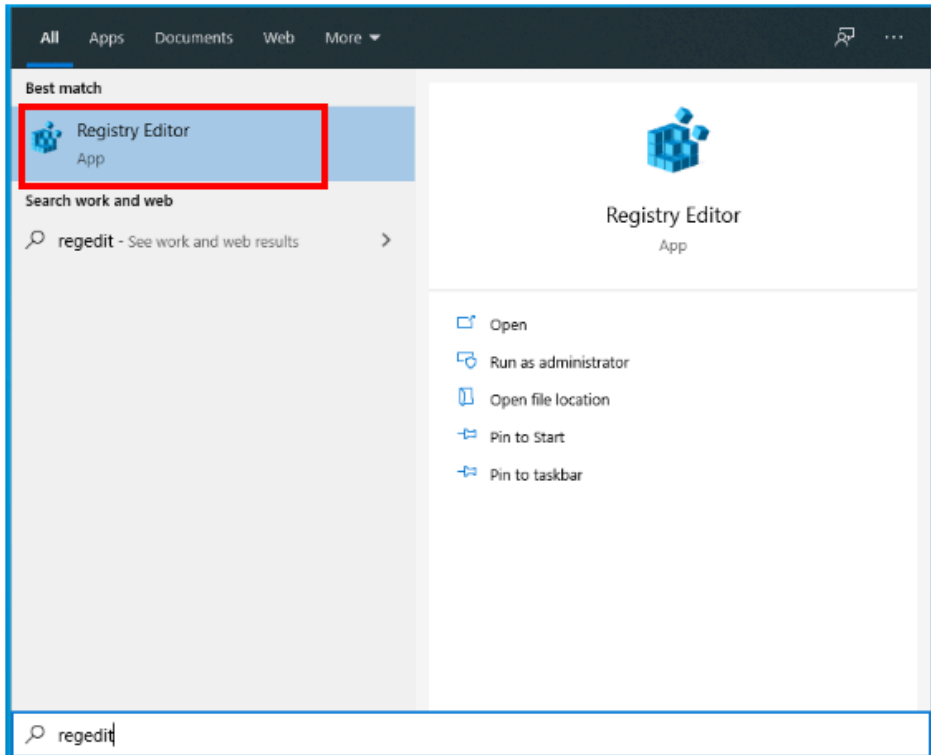 All Apps Documents Web More
Best match
Registry Editor
App
Search work and web
regedit - See work and web results
Registry Editor
App
Open
Run as administrator
Open file location
Pin to Start
Pin to taskbar
regedit